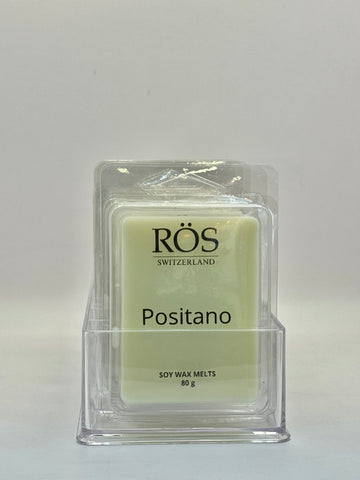 RÖS
SWITZERLAND
Positano
SOY WAX MELTS
80 g